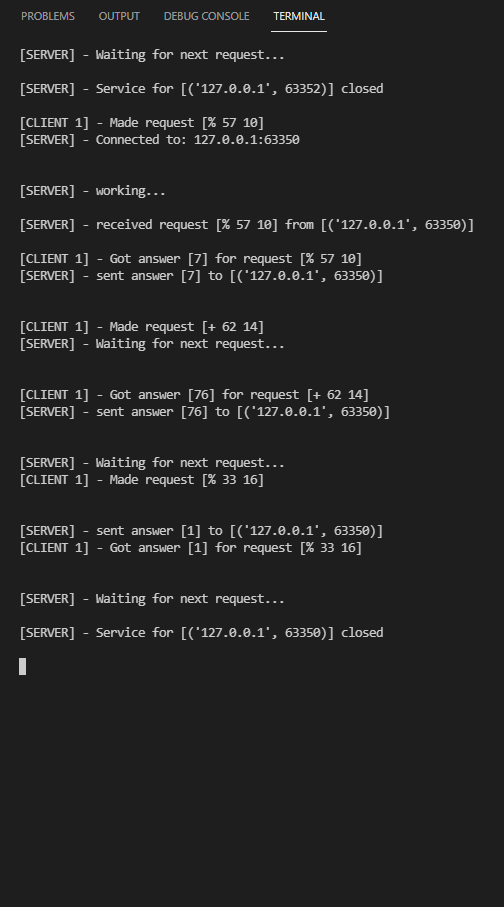 PROBLEMS OUTPUT DEBUG CONSOLE TERMINAL
[SERVER] - Waiting for next request...
[SERVER] - Service for [('127.0.0.1', 63352)] closed
[CLIENT 1] - Made request [% 57 10]
[SERVER] - Connected to: 127.0.0.1:63350
[SERVER] - working...
[SERVER] - received request [% 57 10] from [('127.0.0.1', 63350)]
[CLIENT 1] - Got answer [7] for request [% 57 10]
[SERVER] - sent answer [7] to [('127.0.0.1', 63350)]
[CLIENT 1] - Made request [+ 62 14]
[SERVER] - Waiting for next request...
[CLIENT 1] - Got answer [76] for request [+ 62 14]
[SERVER] - sent answer [76] to [('127.0.0.1', 63350)]
[SERVER] - Waiting for next request...
[CLIENT 1] - Made request [% 33 16]
[SERVER] - sent answer [1] to [('127.0.0.1', 63350)]
[CLIENT 1] - Got answer [1] for request [% 33 16]
[SERVER] - Waiting for next request...
[SERVER] - Service for [('127.0.0.1', 63350)] closed